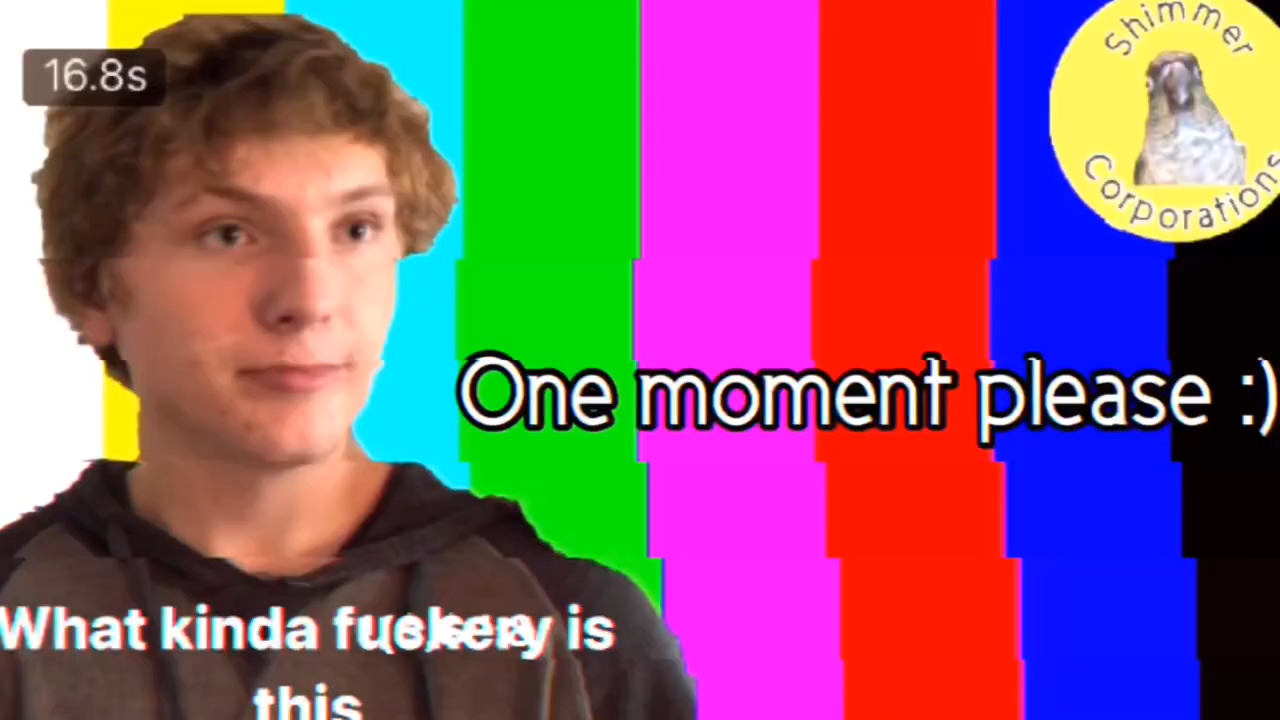 16.8s
Shimmer
Corporations
One moment please :)
What kinda fuckery is
this